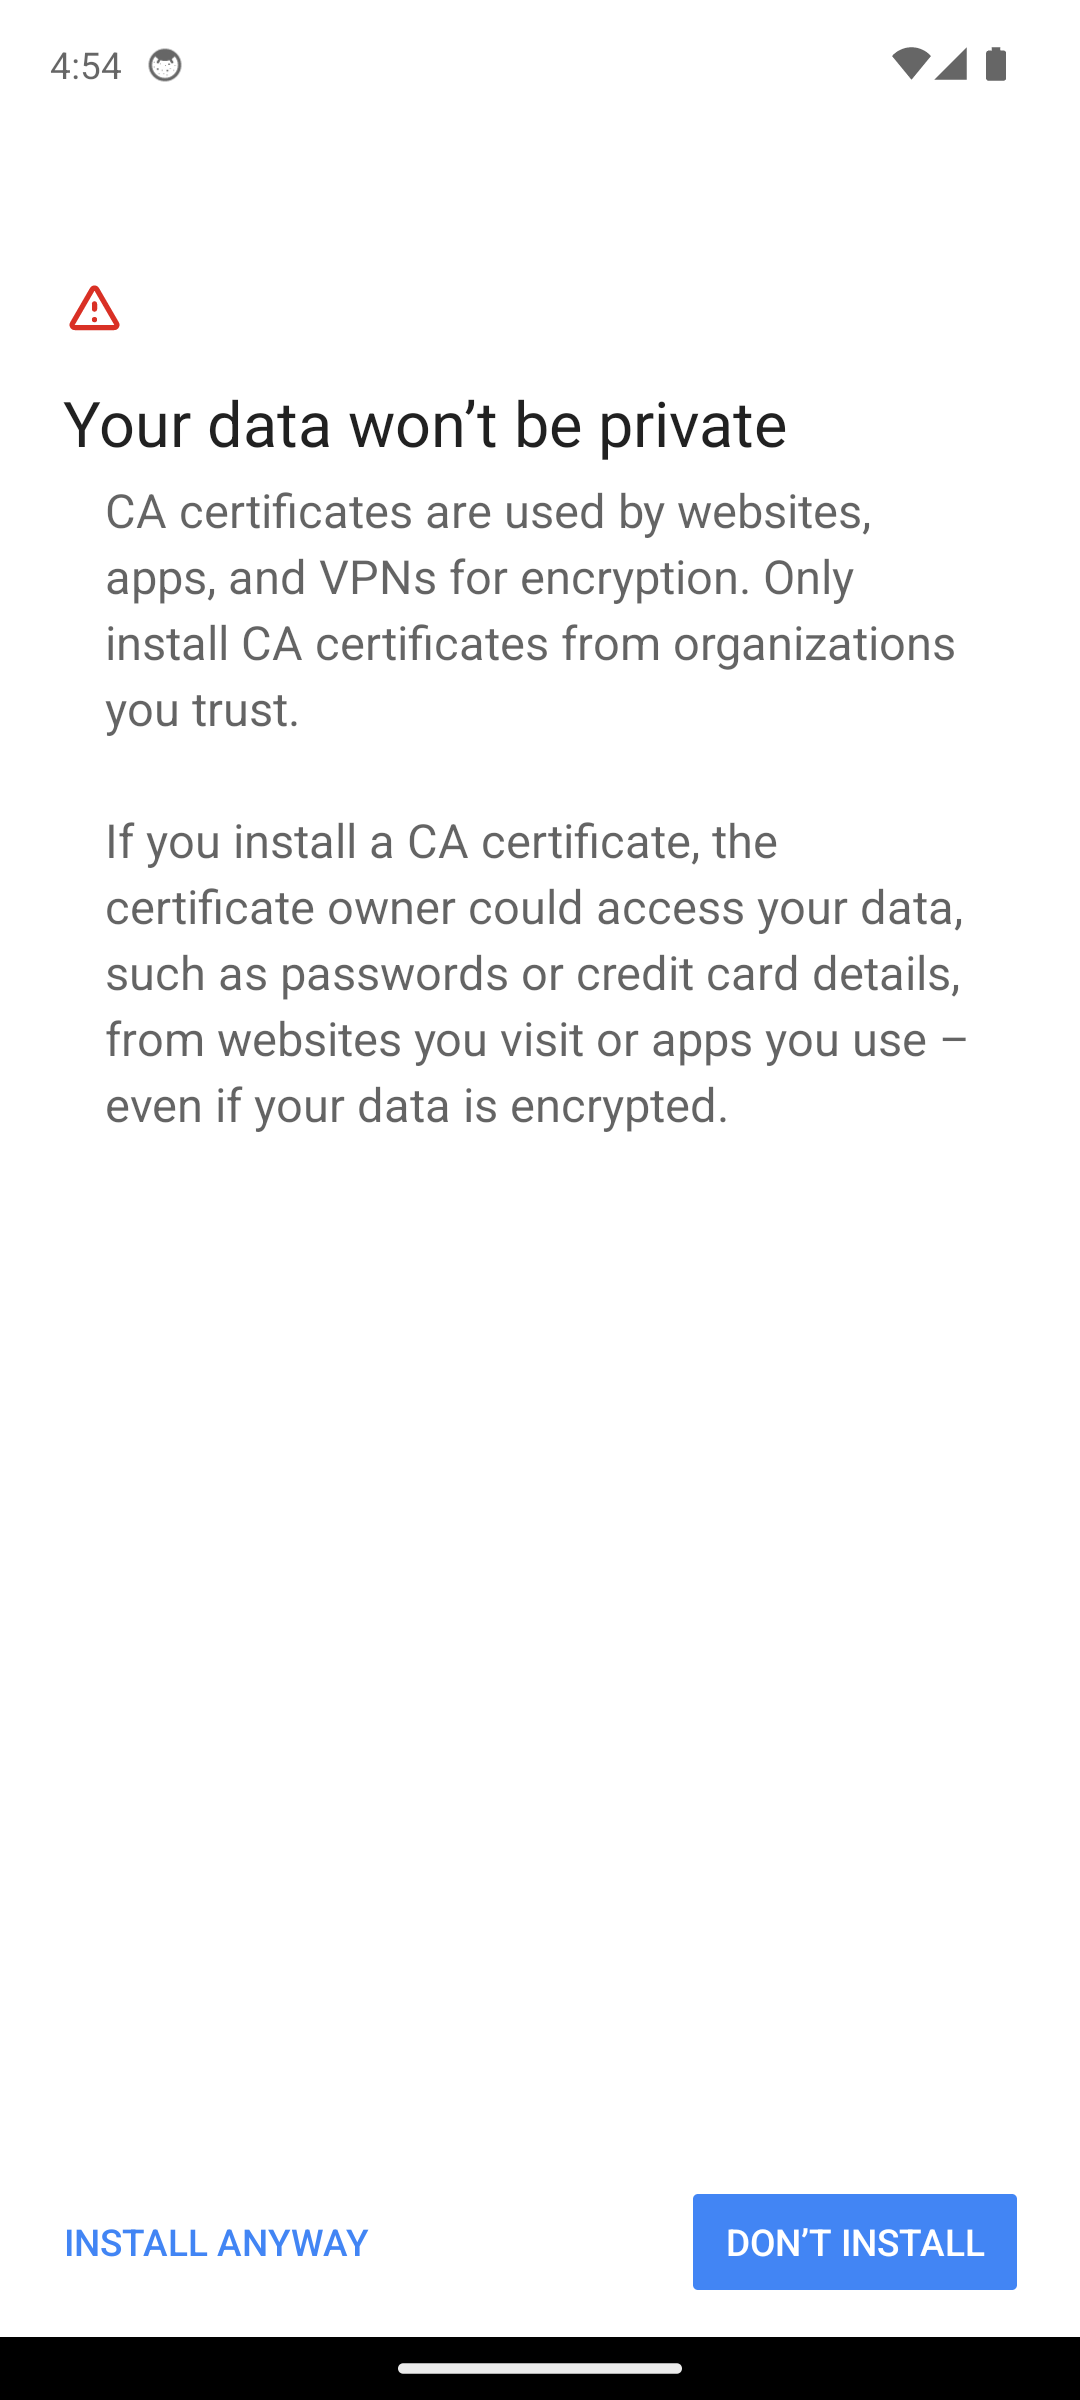 4:54
Your data won’t be private
CA certificates are used by websites,
apps, and VPNs for encryption. Only
install CA certificates from organizations
you trust.
If you install a CA certificate, the
certificate owner could access your data,
such as passwords or credit card details,
from websites you visit or apps you use –
even if your data is encrypted.
INSTALL ANYWAY
DON’T INSTALL